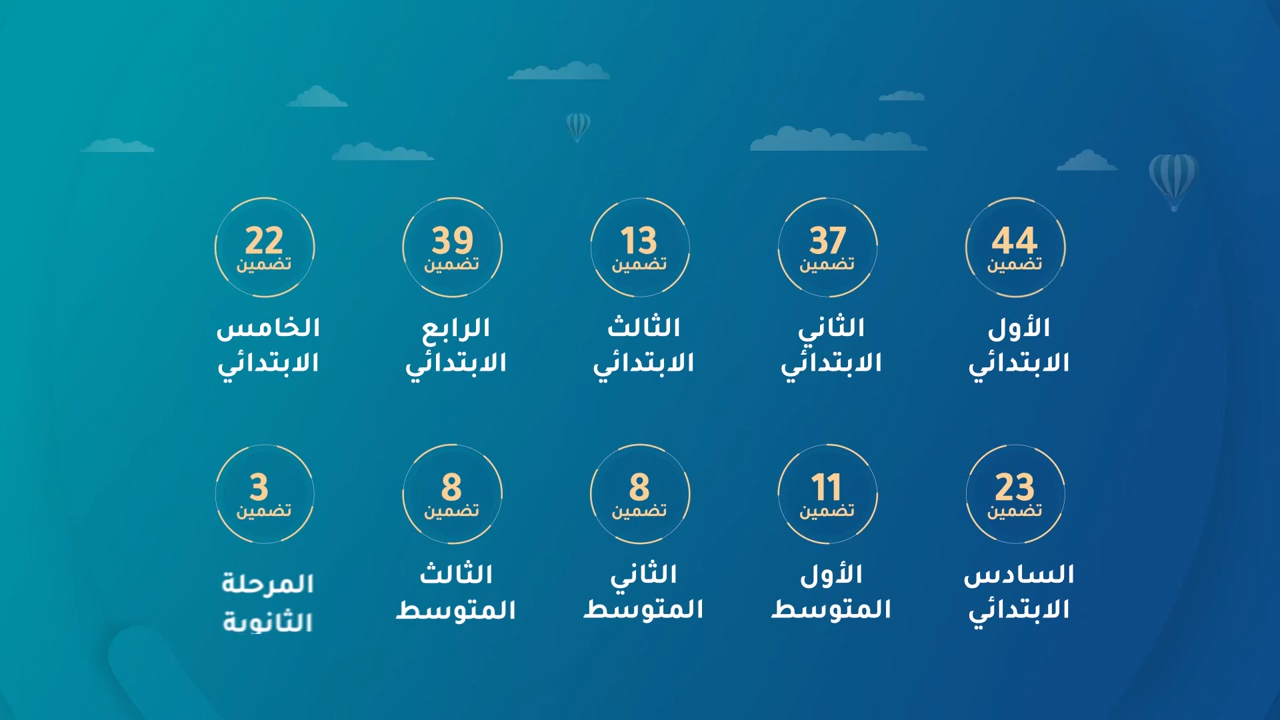 44
تضمين
الأول
الابتدائي
37
تضمين
الثاني
الابتدائي
13
تضمين
الثالث
الابتدائي
39
تضمين
الرابع
الابتدائي
22
تضمين
الخامس
الابتدائي
23
تضمين
السادس
الابتدائي
11
تضمين
الأول
المتوسط
8
تضمين
الثاني
المتوسط
8
تضمين
الثالث
المتوسط
3
تضمين
المرحلة
الثانوية